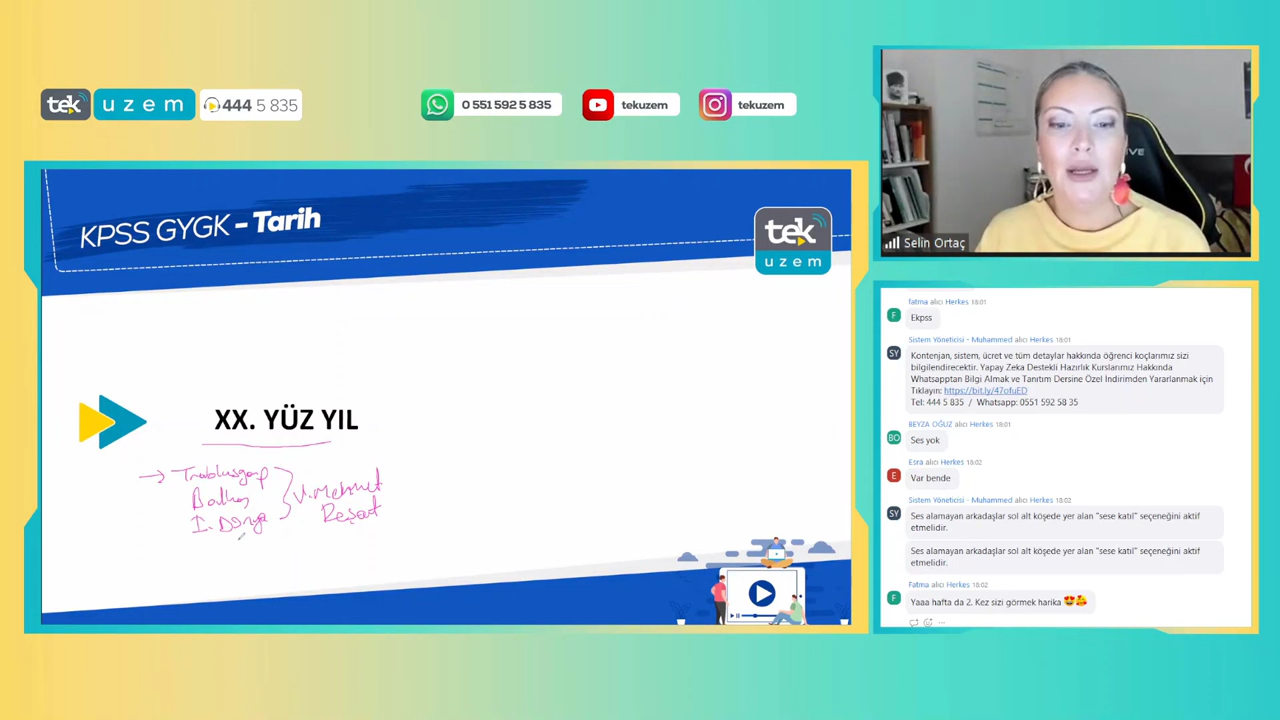 tek uzem 444 5 835
0 551 592 5 835
tekuzem
tekuzem
KPSS GYGK - Tarih
tek
uzem
XX. YÜZ YIL
Trablusgarp
Balkan
I. Dünya
V. Mehmet
Reşat
Selin Ortaç
fatma alıcı Herkes 18:01
F
Ekpss
Sistem Yöneticisi - Muhammed alıcı Herkes 18:01
SY
Kontenjan, sistem, ücret ve tüm detaylar hakkında öğrenci koçlarımız sizi
bilgilendirecektir. Yapay Zeka Destekli Hazırlık Kurslarımız Hakkında
Whatsapptan Bilgi Almak ve Tanıtım Dersine Özel İndirimden Yararlanmak için
Tıklayın: https://bit.ly/47ofuED
Tel: 444 5 835 / Whatsapp: 0551 592 58 35
BEYZA OĞUZ alıcı Herkes 18:01
BO
Ses yok
Esra alıcı Herkes 18:02
E
Var bende
Sistem Yöneticisi - Muhammed alıcı Herkes 18:02
SY
Ses alamayan arkadaşlar sol alt köşede yer alan "sese katıl" seçeneğini aktif
etmelidir.
Ses alamayan arkadaşlar sol alt köşede yer alan "sese katıl" seçeneğini aktif
etmelidir.
Fatma alıcı Herkes 18:02
F
Yaaa hafta da 2. Kez sizi görmek harika 😍🥰